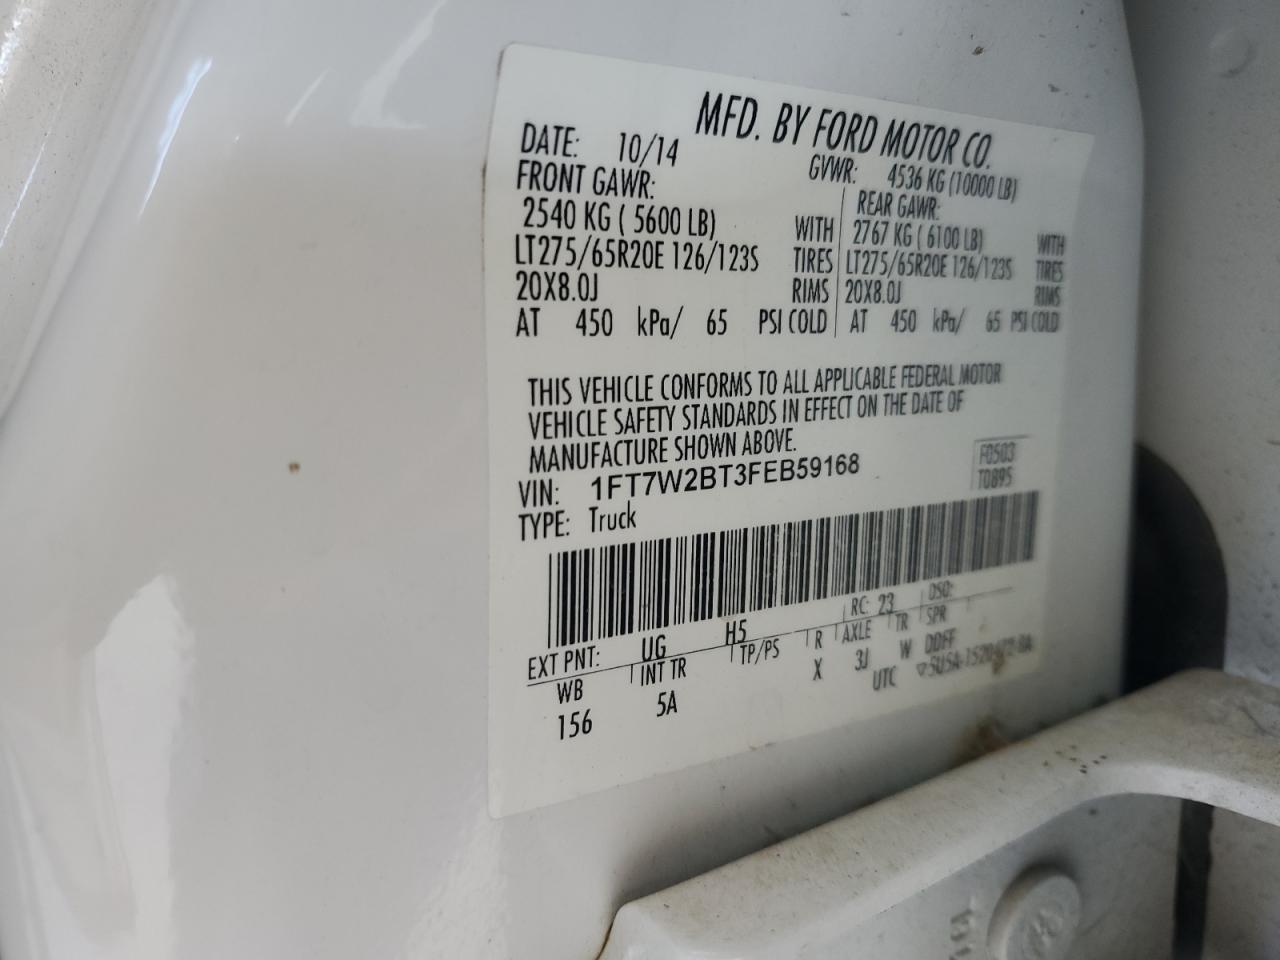 MFD. BY FORD MOTOR CO.
DATE: 10/14 GVWR: 4536 KG (10000 LB)
FRONT GAWR: REAR GAWR:
2540 KG ( 5600 LB) WITH 2767 KG ( 6100 LB) WITH
LT275/65R20E 126/123S TIRES LT275/65R20E 126/123S TIRES
20X8.0J RIMS 20X8.0J RIMS
AT 450 kPa/ 65 PSI COLD AT 450 kPa/ 65 PSI COLD
THIS VEHICLE CONFORMS TO ALL APPLICABLE FEDERAL MOTOR
VEHICLE SAFETY STANDARDS IN EFFECT ON THE DATE OF
MANUFACTURE SHOWN ABOVE.
VIN: 1FT7W2BT3FEB59168 F0503
TYPE: Truck T0895
EXT PNT: UG H5 RC: 23 DSO:
WB INT TR TP/PS R AXLE TR SPR
156 5A X 3J W DDFF
UTC